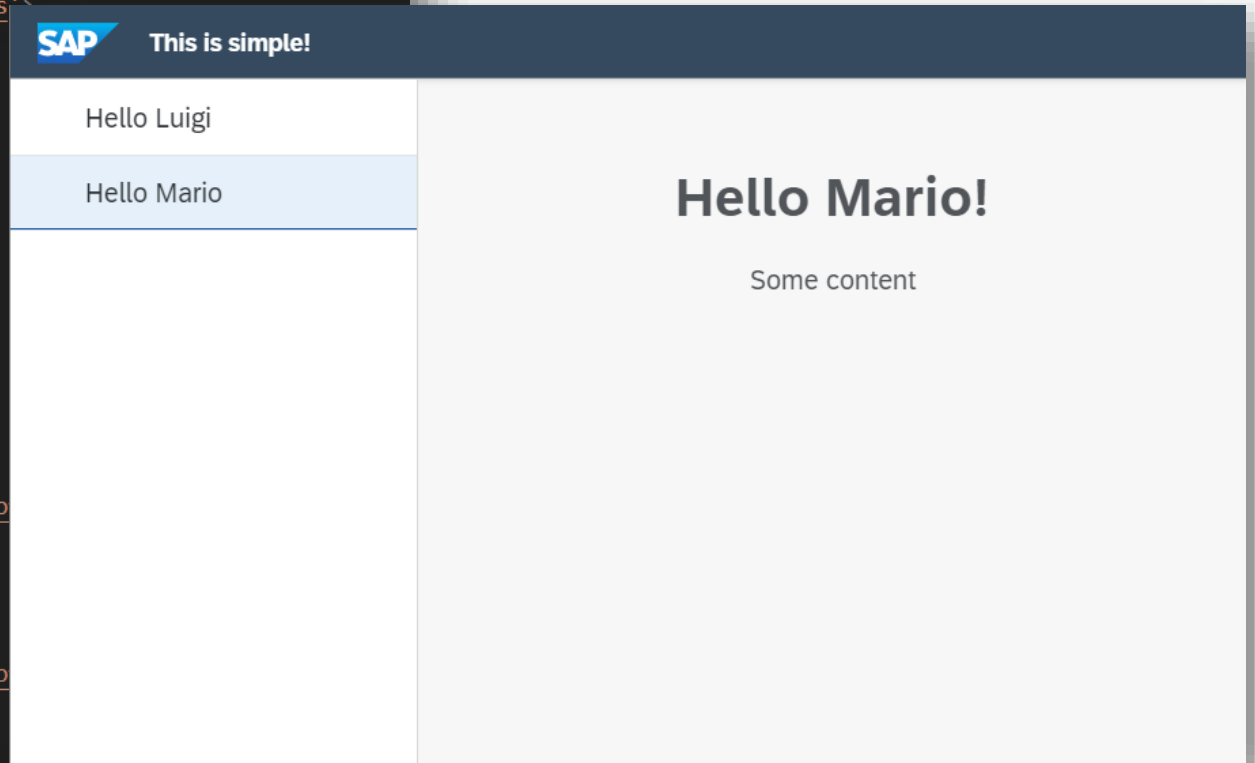 SAP
This is simple!
Hello Luigi
Hello Mario
Hello Mario!
Some content